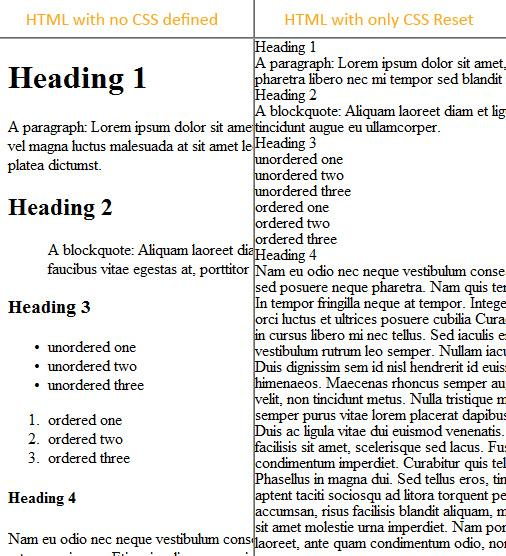 HTML with no CSS defined
Heading 1
A paragraph: Lorem ipsum dolor sit ame
vel magna luctus malesuada at sit amet le
platea dictumst.
Heading 2
A blockquote: Aliquam laoreet dia
faucibus vitae egestas at, porttitor
Heading 3
• unordered one
• unordered two
• unordered three
1. ordered one
2. ordered two
3. ordered three
Heading 4
Nam eu odio nec neque vestibulum cons
HTML with only CSS Reset
Heading 1
A paragraph: Lorem ipsum dolor sit amet,
pharetra libero nec mi tempor sed blandit
Heading 2
A blockquote: Aliquam laoreet diam et lig
tincidunt augue eu ullamcorper.
Heading 3
unordered one
unordered two
unordered three
ordered one
ordered two
ordered three
Heading 4
Nam eu odio nec neque vestibulum conse
sed posuere neque pharetra. Nam quis ter
In tempor fringilla neque at tempor. Intege
orci luctus et ultrices posuere cubilia Cura
in cursus libero mi nec tellus. Sed iaculis e
vestibulum rutrum leo semper. Nullam iacu
Duis dignissim sem id nisl hendrerit id euis
himenaeos. Maecenas rhoncus semper aug
velit, non tincidunt metus. Nulla tristique m
semper purus vitae lorem placerat dapibus
Duis ac ligula vitae dui euismod venenatis.
facilisis sit amet, scelerisque sed lacus. Fus
condimentum imperdiet. Curabitur quis tel
Phasellus in magna dui. Sed tellus eros, tin
aptent taciti sociosqu ad litora torquent pe
accumsan, risus facilisis blandit aliquam, m
sit amet molestie urna imperdiet. Nam por
laoreet, ante quam condimentum odio, non